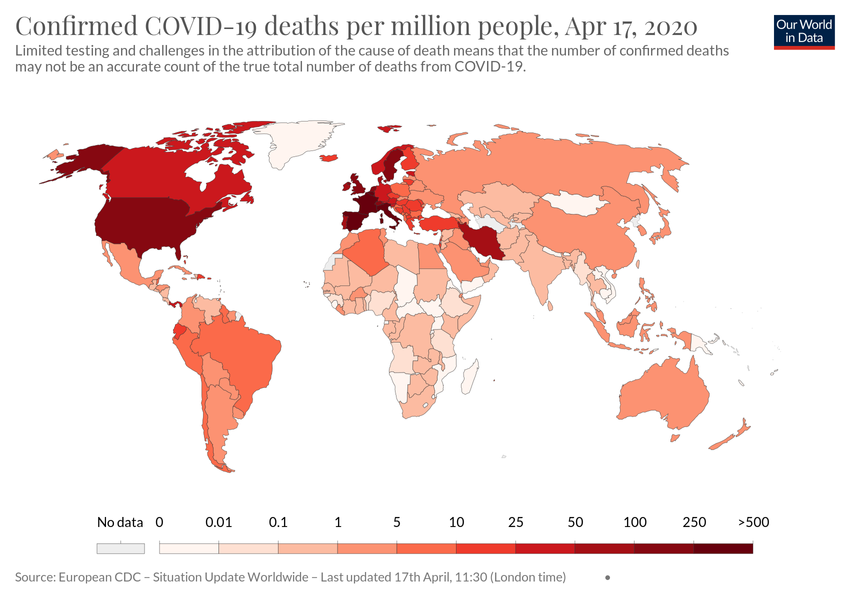 Confirmed COVID-19 deaths per million people, Apr 17, 2020
Our World
in Data
Limited testing and challenges in the attribution of the cause of death means that the number of confirmed deaths
may not be an accurate count of the true total number of deaths from COVID-19.
No data 0 0.01 0.1 1 5 10 25 50 100 250 >500
Source: European CDC – Situation Update Worldwide – Last updated 17th April, 11:30 (London time) •